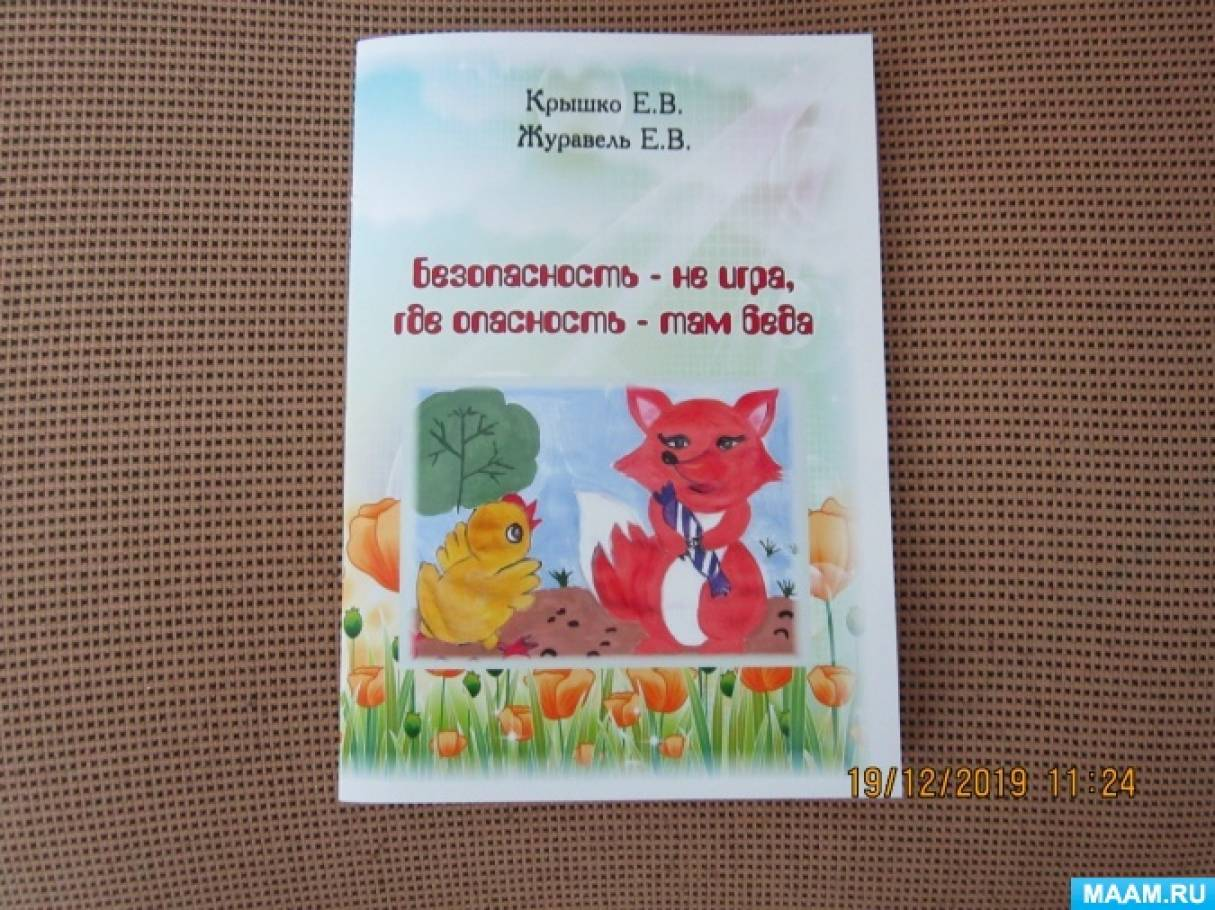 Крышко Е.В.
Журавель Е.В.
Безопасность - не игра,
где опасность - там беда
19/12/2019 11:24
MAAM.RU